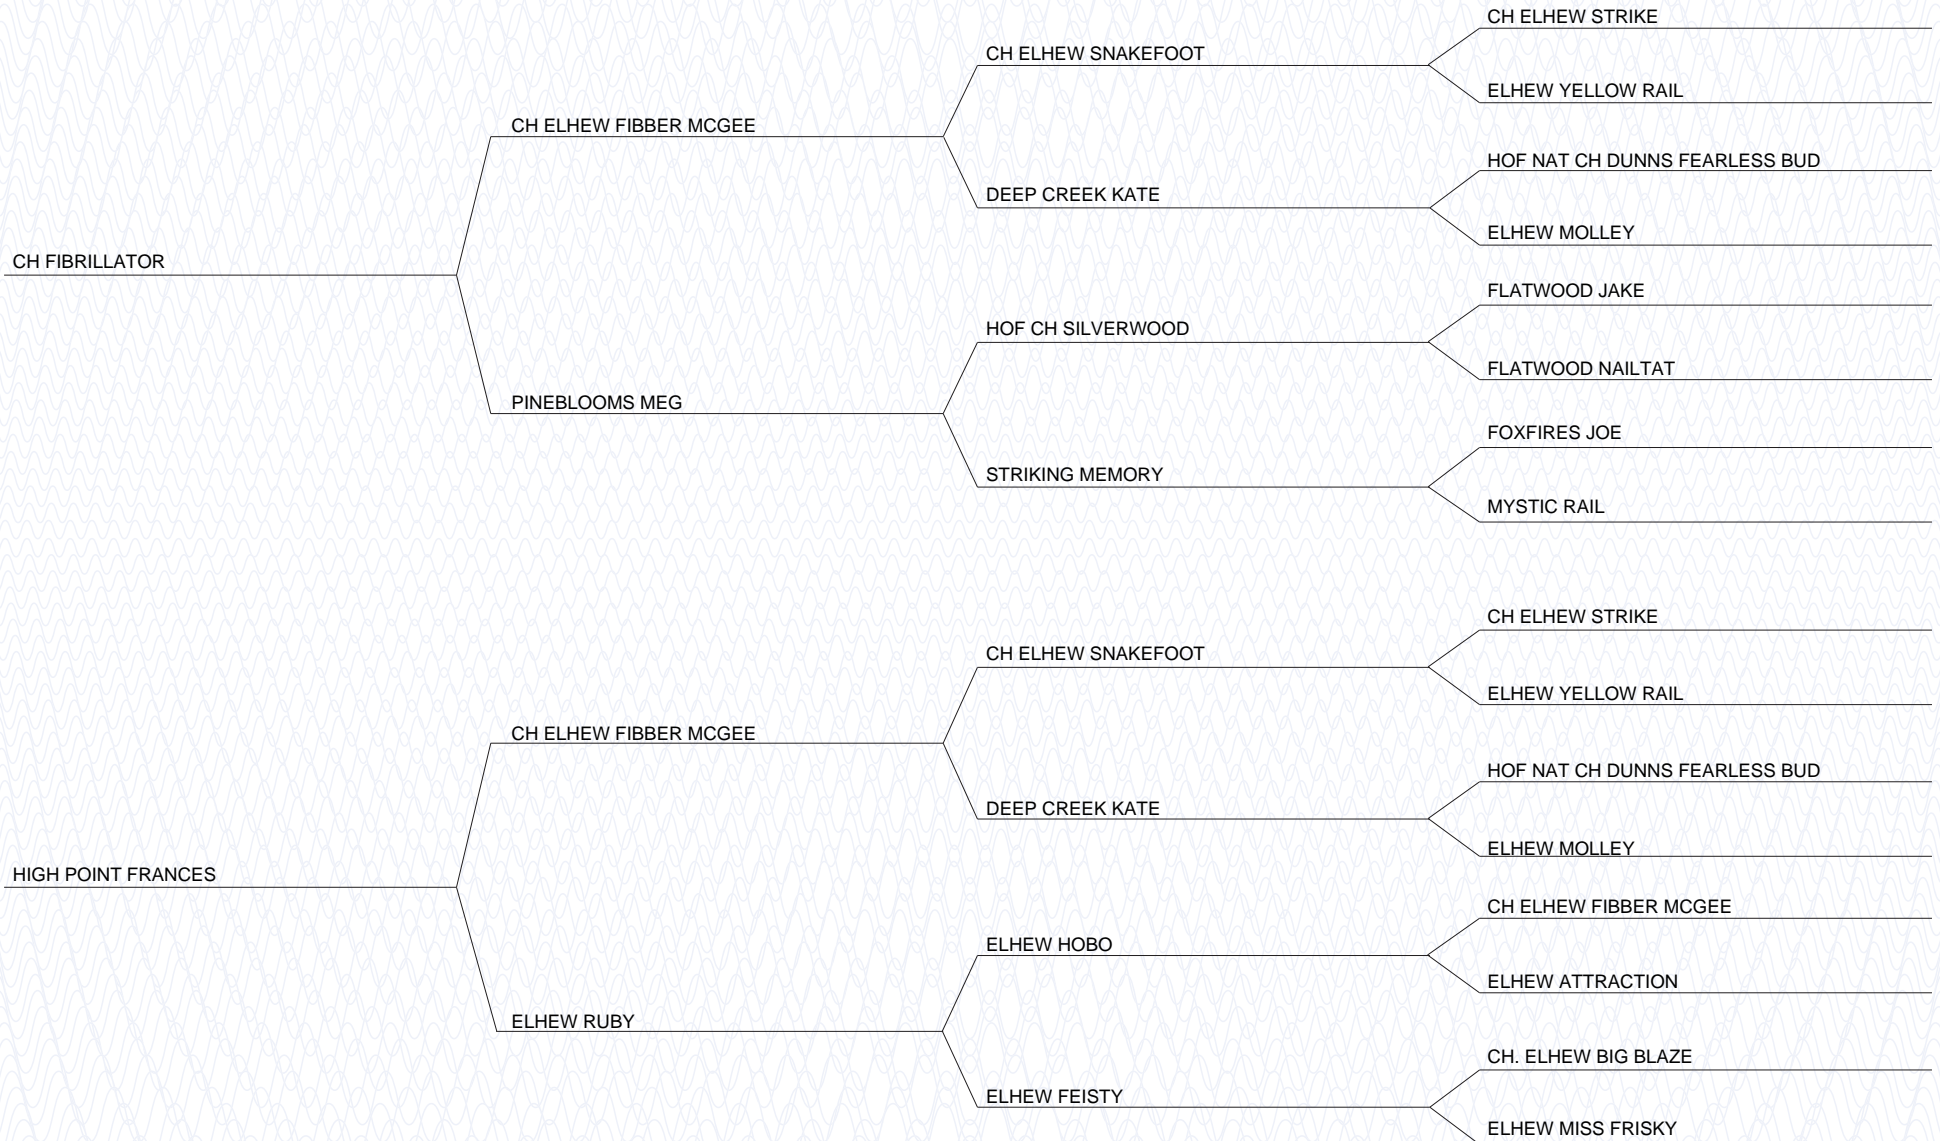 CH ELHEW STRIKE
CH ELHEW SNAKEFOOT
ELHEW YELLOW RAIL
CH ELHEW FIBBER MCGEE
HOF NAT CH DUNNS FEARLESS BUD
DEEP CREEK KATE
ELHEW MOLLEY
CH FIBRILLATOR
FLATWOOD JAKE
HOF CH SILVERWOOD
FLATWOOD NAILTAT
PINEBLOOMS MEG
FOXFIRES JOE
STRIKING MEMORY
MYSTIC RAIL
CH ELHEW STRIKE
CH ELHEW SNAKEFOOT
ELHEW YELLOW RAIL
CH ELHEW FIBBER MCGEE
HOF NAT CH DUNNS FEARLESS BUD
DEEP CREEK KATE
ELHEW MOLLEY
HIGH POINT FRANCES
CH ELHEW FIBBER MCGEE
ELHEW HOBO
ELHEW ATTRACTION
ELHEW RUBY
CH. ELHEW BIG BLAZE
ELHEW FEISTY
ELHEW MISS FRISKY